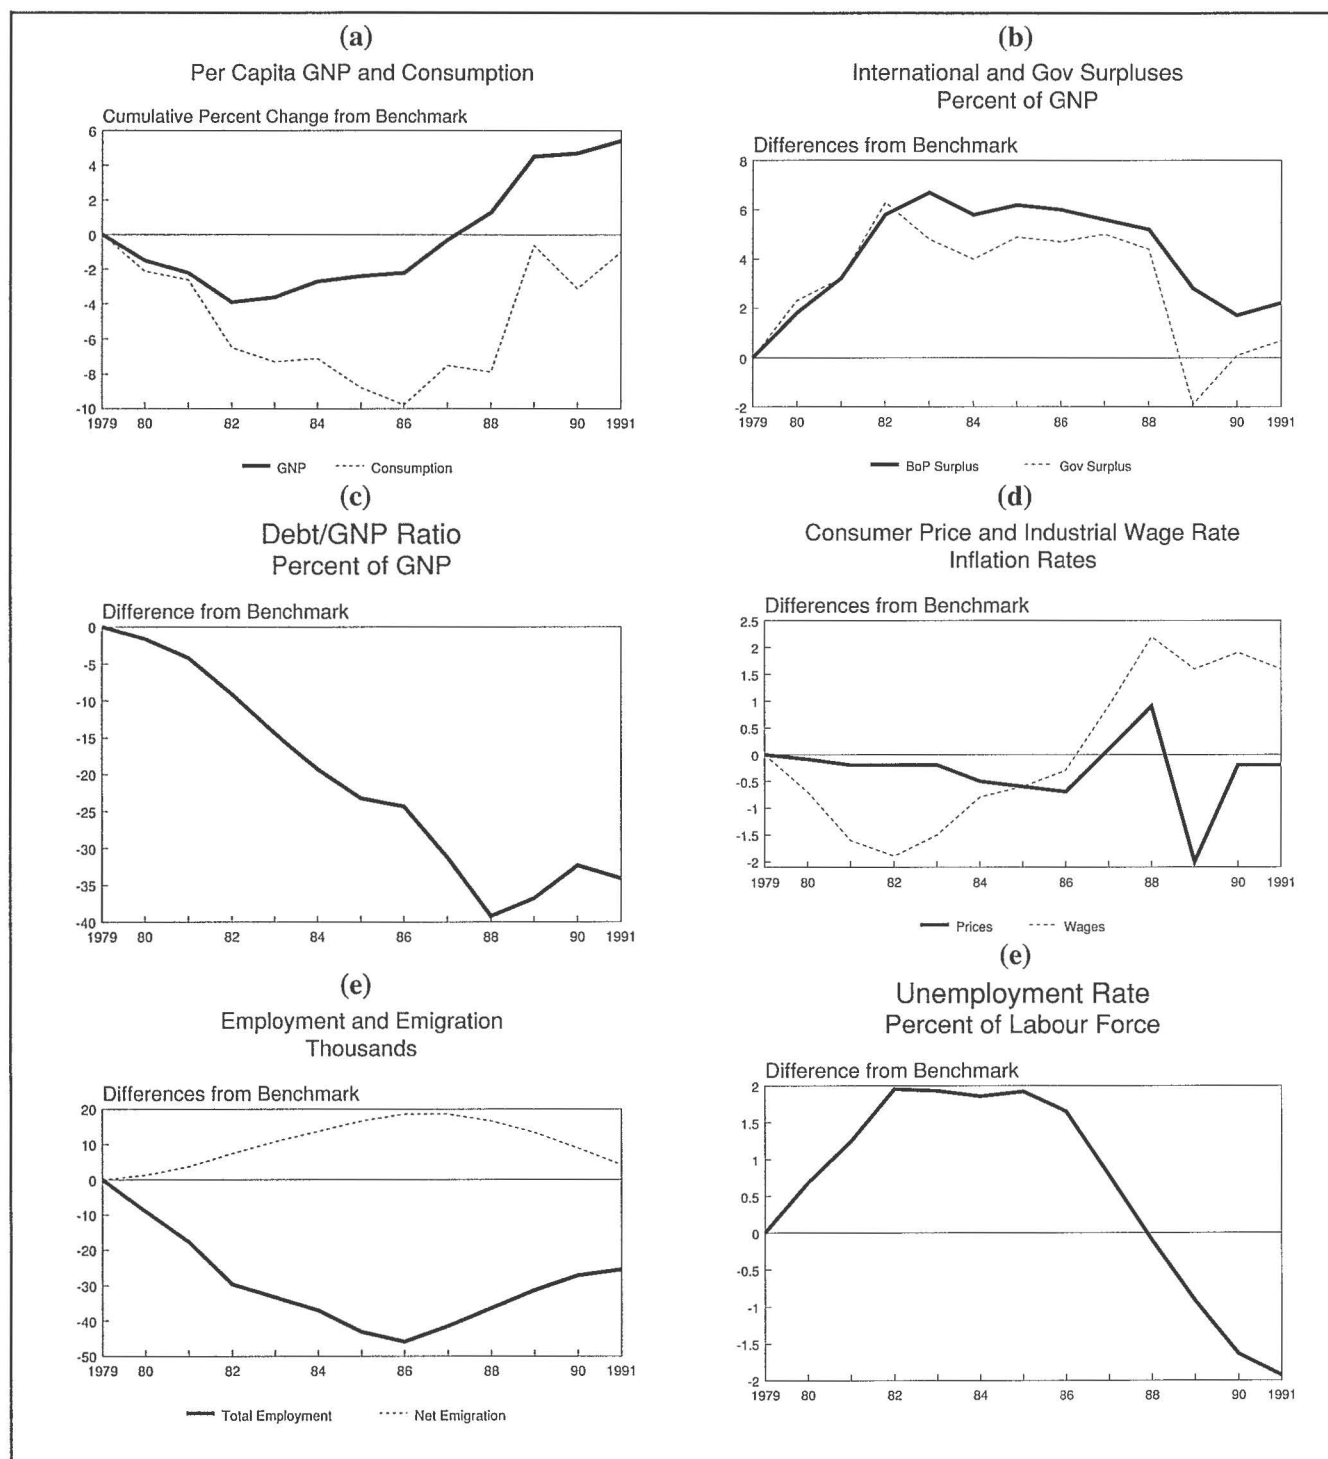 (a)
Per Capita GNP and Consumption
Cumulative Percent Change from Benchmark
6
4
2
0
-2
-4
-6
-8
-10
1979 80 82 84 86 88 90 1991
GNP Consumption
(b)
International and Gov Surpluses
Percent of GNP
Differences from Benchmark
8
6
4
2
0
-2
1979 80 82 84 86 88 90 1991
BoP Surplus Gov Surplus
(c)
Debt/GNP Ratio
Percent of GNP
Difference from Benchmark
0
-5
-10
-15
-20
-25
-30
-35
-40
1979 80 82 84 86 88 90 1991
(d)
Consumer Price and Industrial Wage Rate
Inflation Rates
Differences from Benchmark
2.5
2
1.5
1
0.5
0
-0.5
-1
-1.5
-2
1979 80 82 84 86 88 90 1991
Prices Wages
(e)
Employment and Emigration
Thousands
Differences from Benchmark
20
10
0
-10
-20
-30
-40
-50
1979 80 82 84 86 88 90 1991
Total Employment Net Emigration
(e)
Unemployment Rate
Percent of Labour Force
Difference from Benchmark
2
1.5
1
0.5
0
-0.5
-1
-1.5
-2
1979 80 82 84 86 88 90 1991